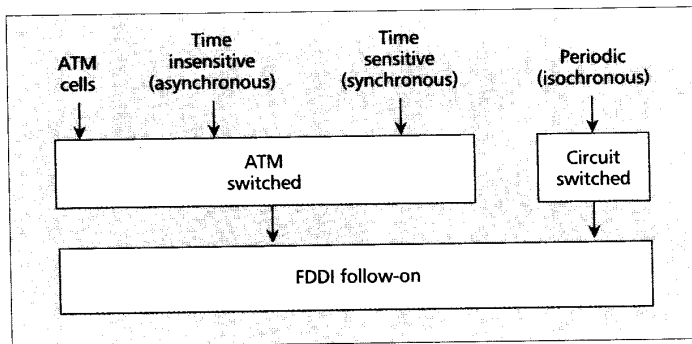 ATM
cells
Time
insensitive
(asynchronous)
Time
sensitive
(synchronous)
Periodic
(isochronous)
ATM
switched
Circuit
switched
FDDI follow-on